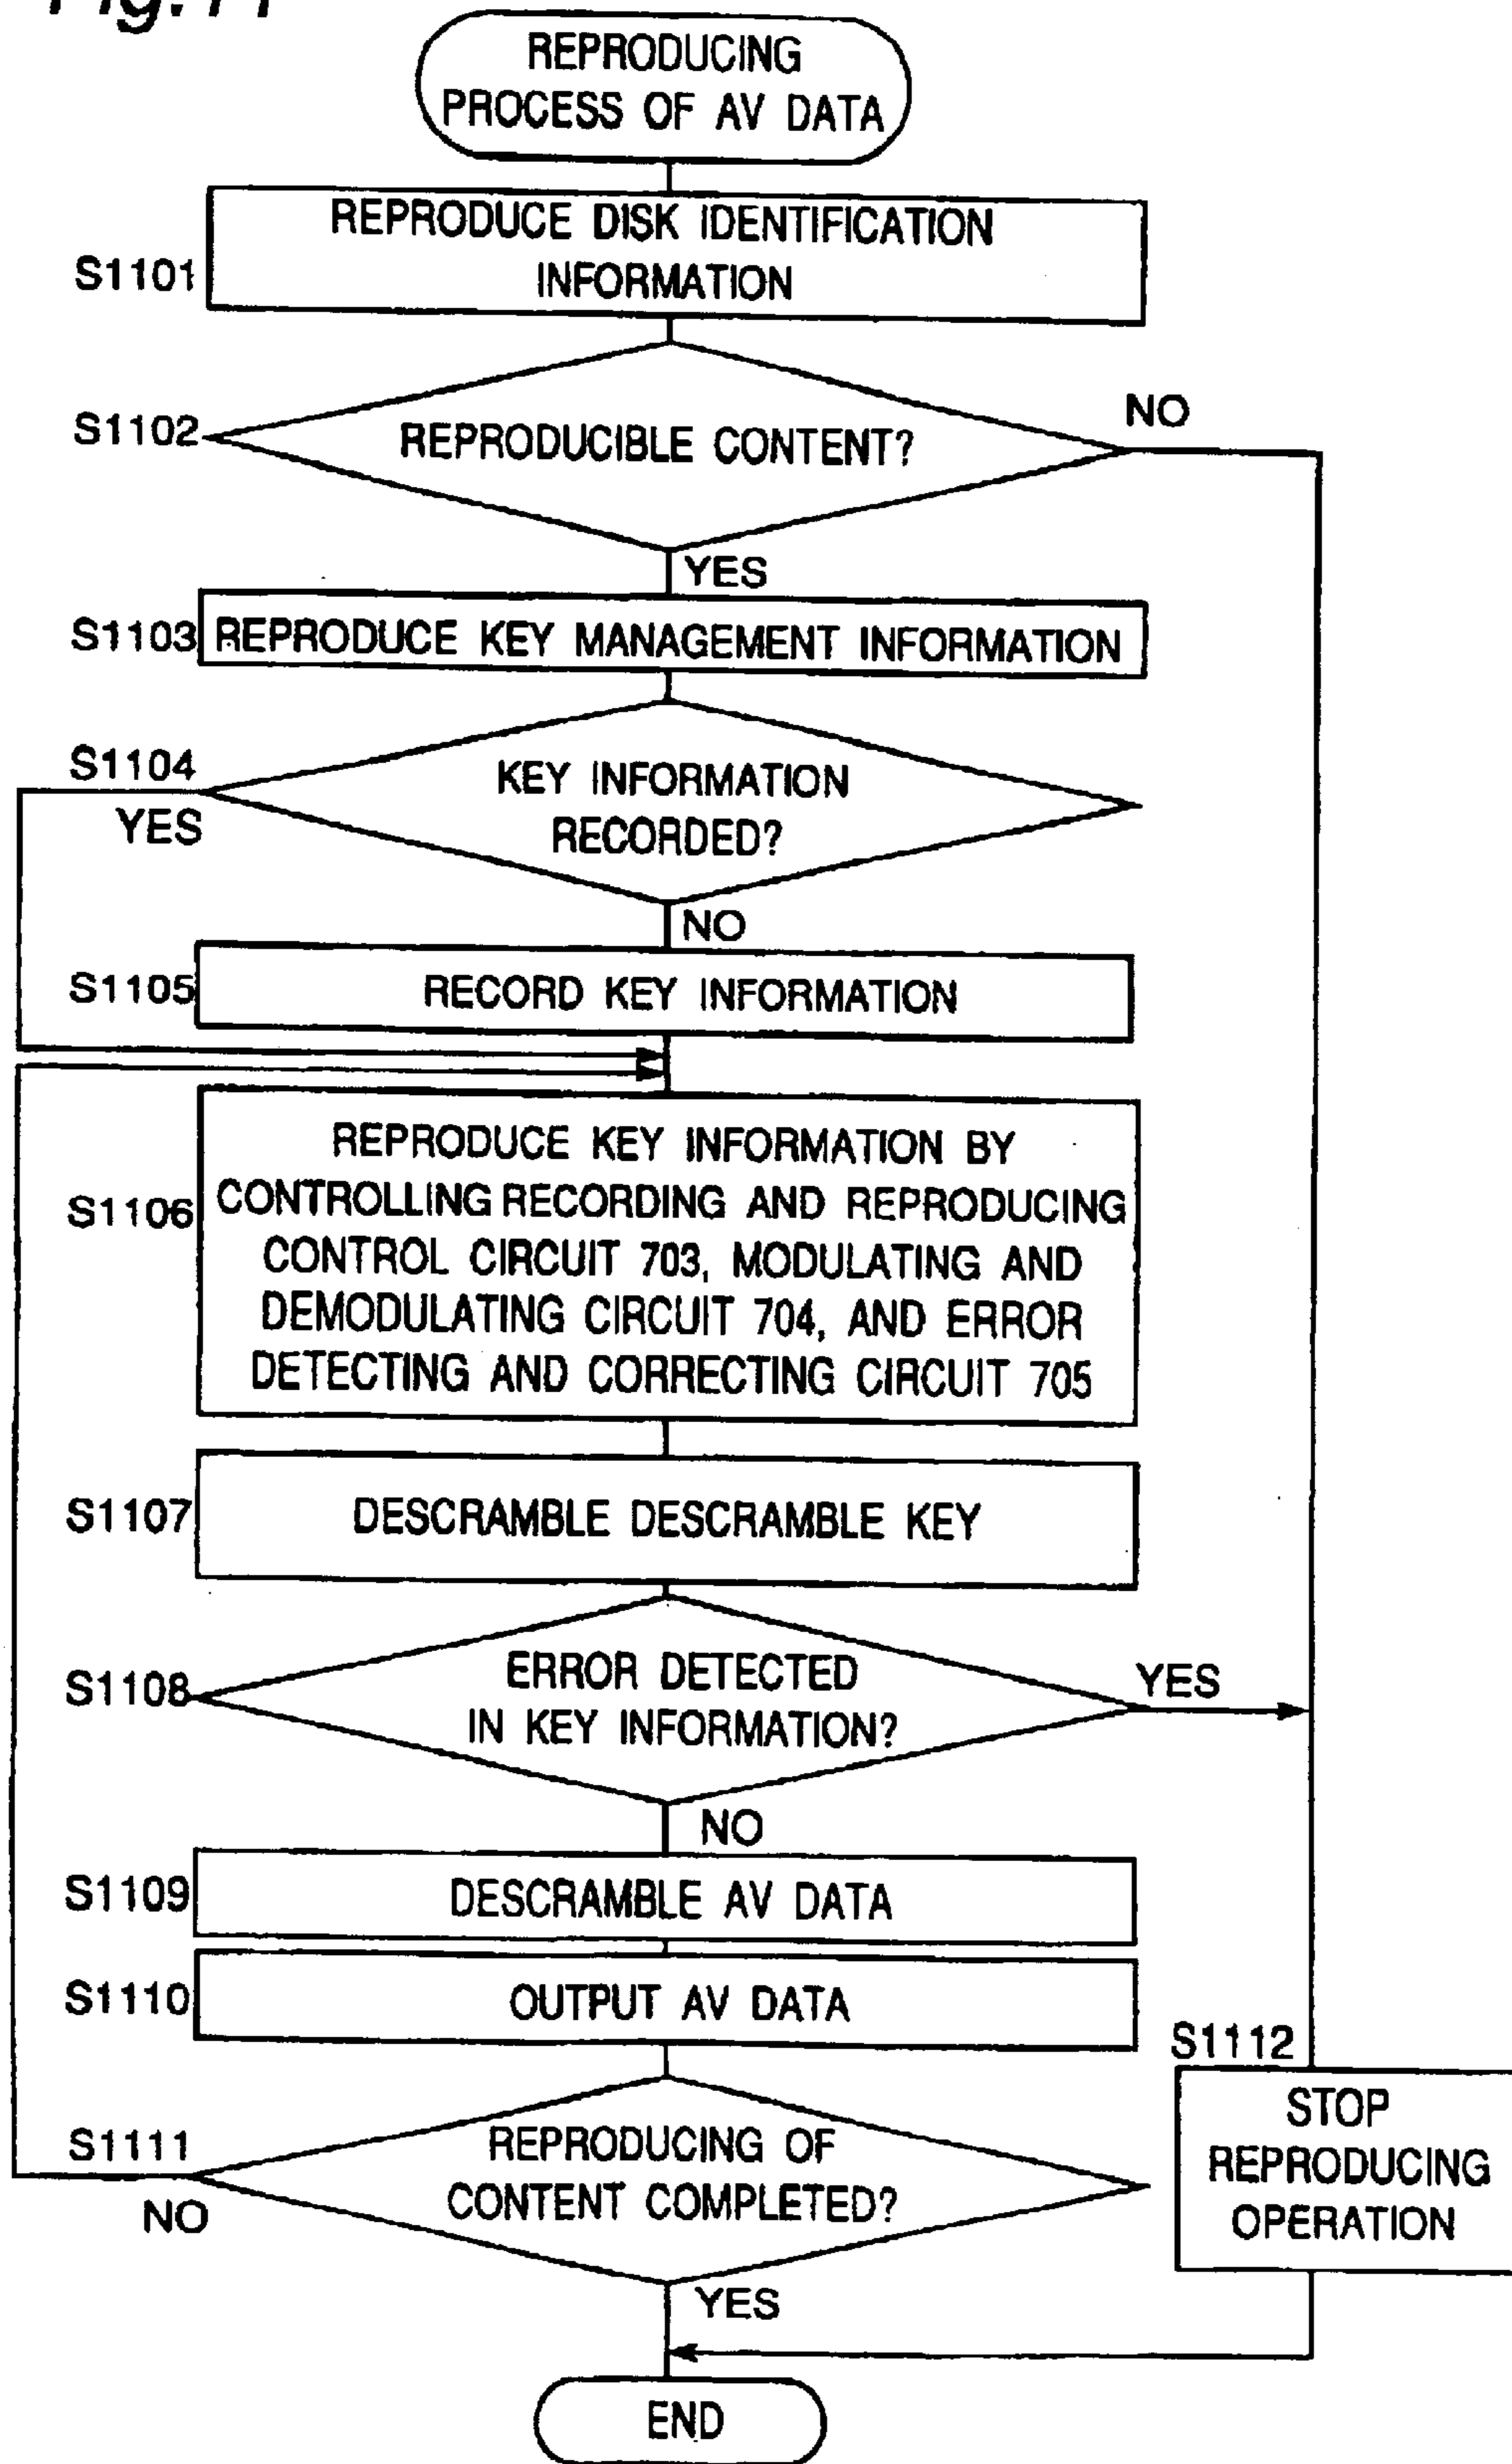 Fig. 11
REPRODUCING
PROCESS OF AV DATA
REPRODUCE DISK IDENTIFICATION
INFORMATION
S1101
S1102
REPRODUCIBLE CONTENT?
NO
YES
S1103
REPRODUCE KEY MANAGEMENT INFORMATION
S1104
YES
KEY INFORMATION
RECORDED?
NO
S1105
RECORD KEY INFORMATION
S1106
REPRODUCE KEY INFORMATION BY
CONTROLLING RECORDING AND REPRODUCING
CONTROL CIRCUIT 703, MODULATING AND
DEMODULATING CIRCUIT 704, AND ERROR
DETECTING AND CORRECTING CIRCUIT 705
S1107
DESCRAMBLE DESCRAMBLE KEY
S1108
ERROR DETECTED
IN KEY INFORMATION?
YES
NO
S1109
DESCRAMBLE AV DATA
S1110
OUTPUT AV DATA
S1111
NO
REPRODUCING OF
CONTENT COMPLETED?
YES
S1112
STOP
REPRODUCING
OPERATION
END